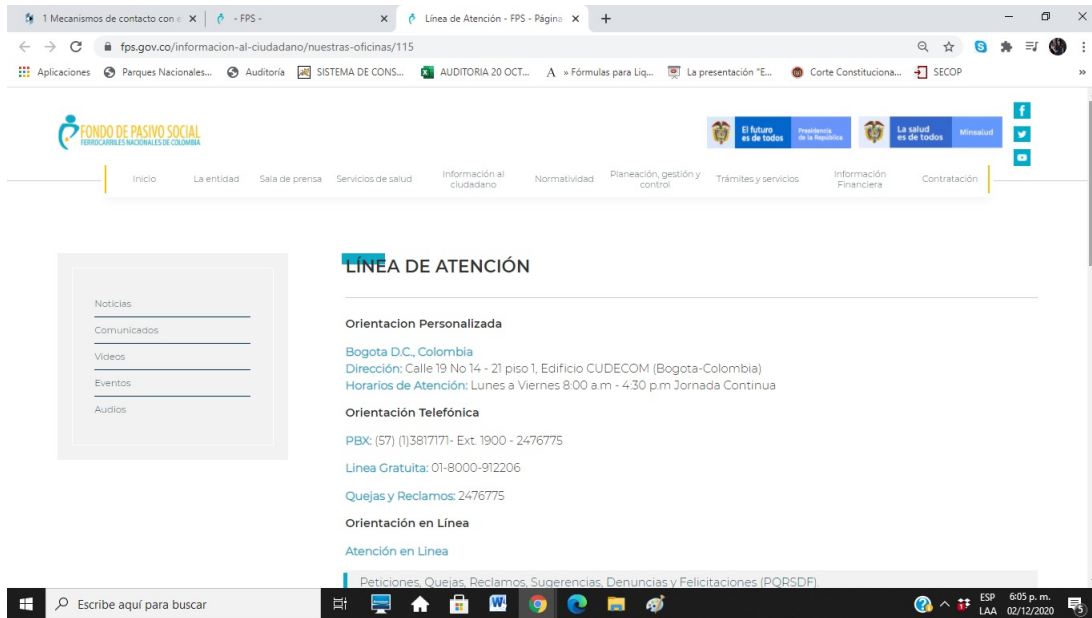 1 Mecanismos de contacto con e
- FPS -
Línea de Atención - FPS - Página
fps.gov.co/informacion-al-ciudadano/nuestras-oficinas/115
Aplicaciones
Parques Nacionales...
Auditoría
SISTEMA DE CONS...
AUDITORIA 20 OCT...
A » Fórmulas para Liq...
La presentación "E...
Corte Constituciona...
SECOP
»
FONDO DE PASIVO SOCIAL
FERROCARRILES NACIONALES DE COLOMBIA
El futuro
es de todos
Presidencia
de la República
La salud
es de todos
Minsalud
Inicio
La entidad
Sala de prensa
Servicios de salud
Información al
ciudadano
Normatividad
Planeación, gestión y
control
Trámites y servicios
Información
Financiera
Contratación
Noticias
Comunicados
Videos
Eventos
Audios
LÍNEA DE ATENCIÓN
Orientacion Personalizada
Bogota D.C., Colombia
Dirección: Calle 19 No 14 - 21 piso 1, Edificio CUDECOM (Bogota-Colombia)
Horarios de Atención: Lunes a Viernes 8:00 a.m - 4:30 p.m Jornada Continua
Orientación Telefónica
PBX: (57) (1)3817171- Ext. 1900 - 2476775
Linea Gratuita: 01-8000-912206
Quejas y Reclamos: 2476775
Orientación en Línea
Atención en Linea
Peticiones, Quejas, Reclamos, Sugerencias, Denuncias y Felicitaciones (PQRSDF).
Escribe aquí para buscar
ESP
LAA
6:05 p. m.
02/12/2020